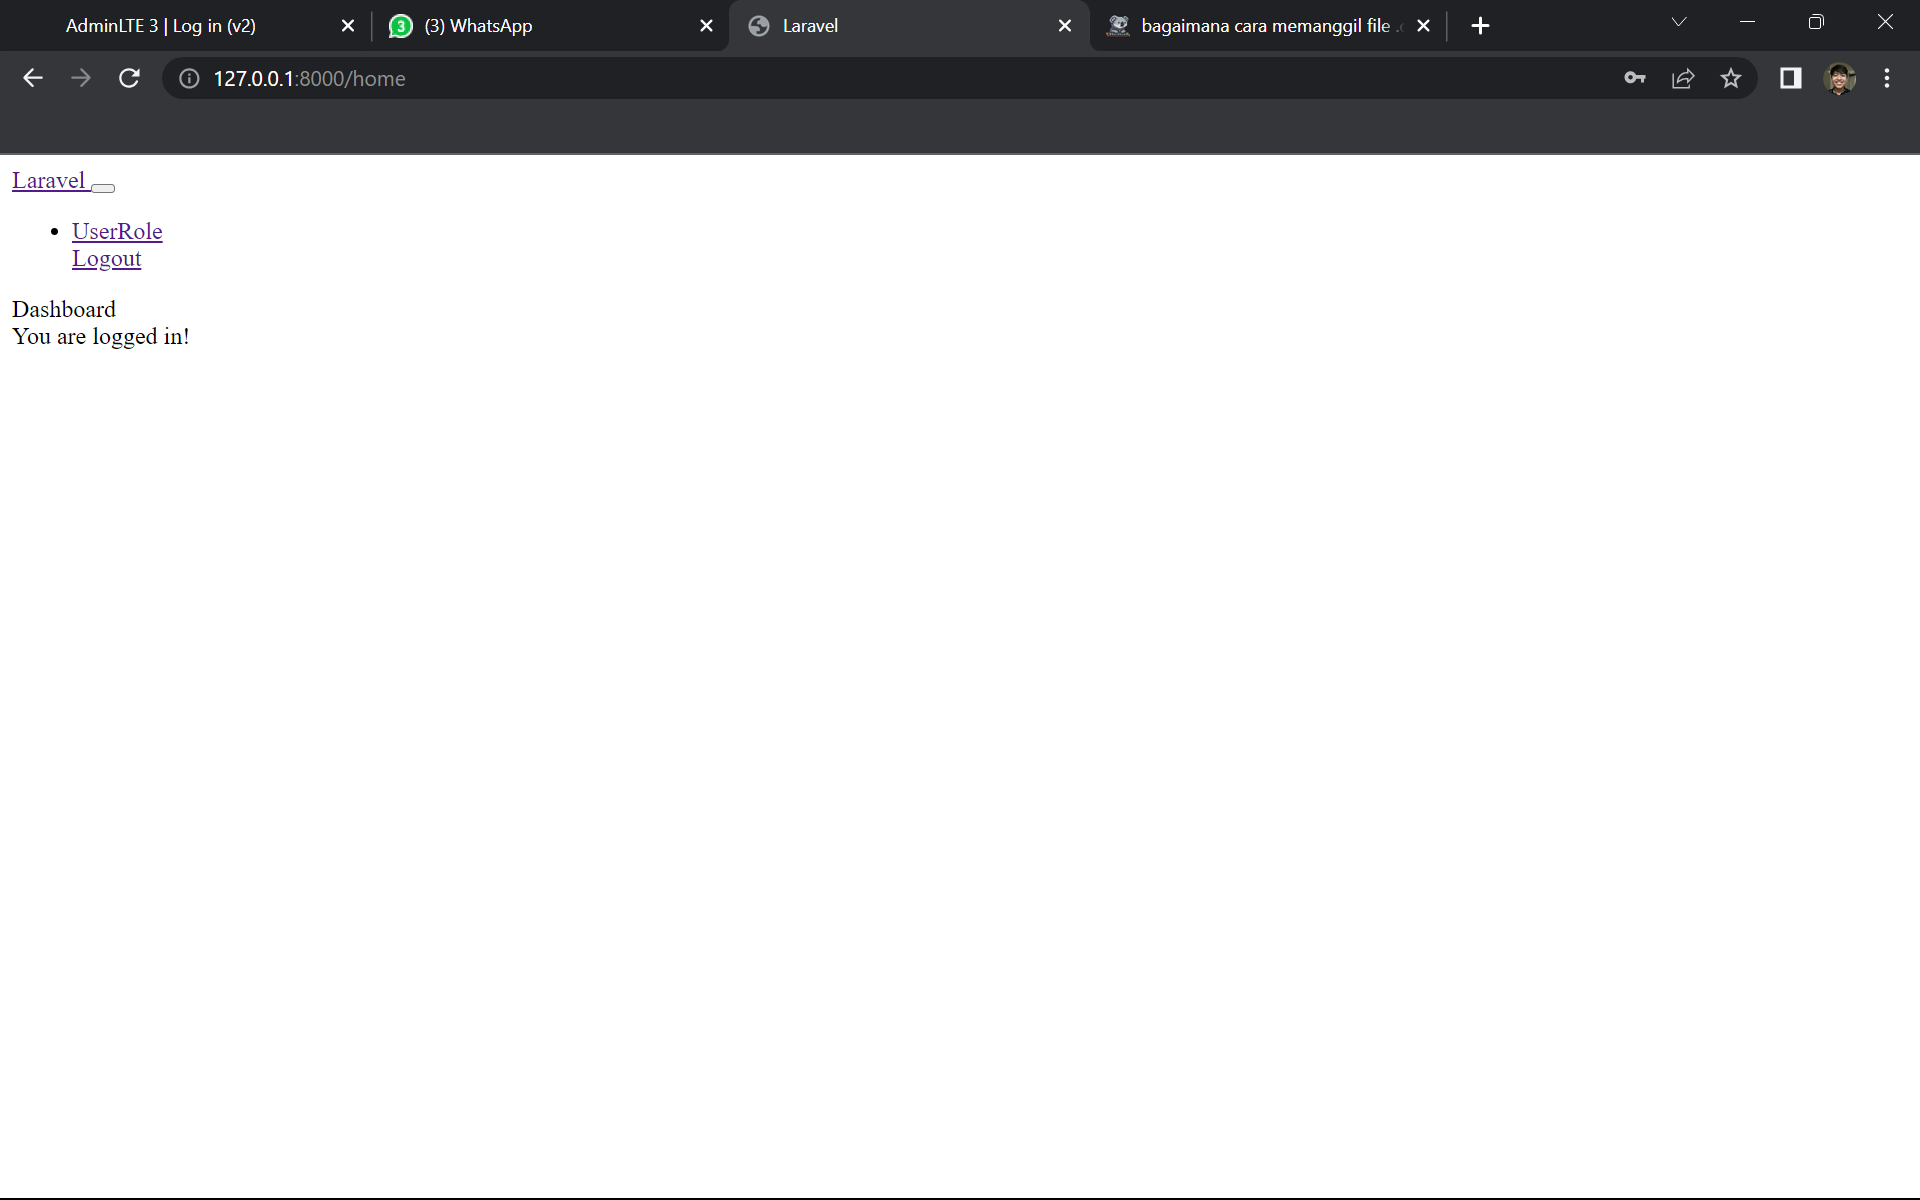 AdminLTE 3 | Log in (v2)
3
(3) WhatsApp
Laravel
bagaimana cara memanggil file
127.0.0.1:8000/home
Laravel
UserRole
Logout
Dashboard
You are logged in!